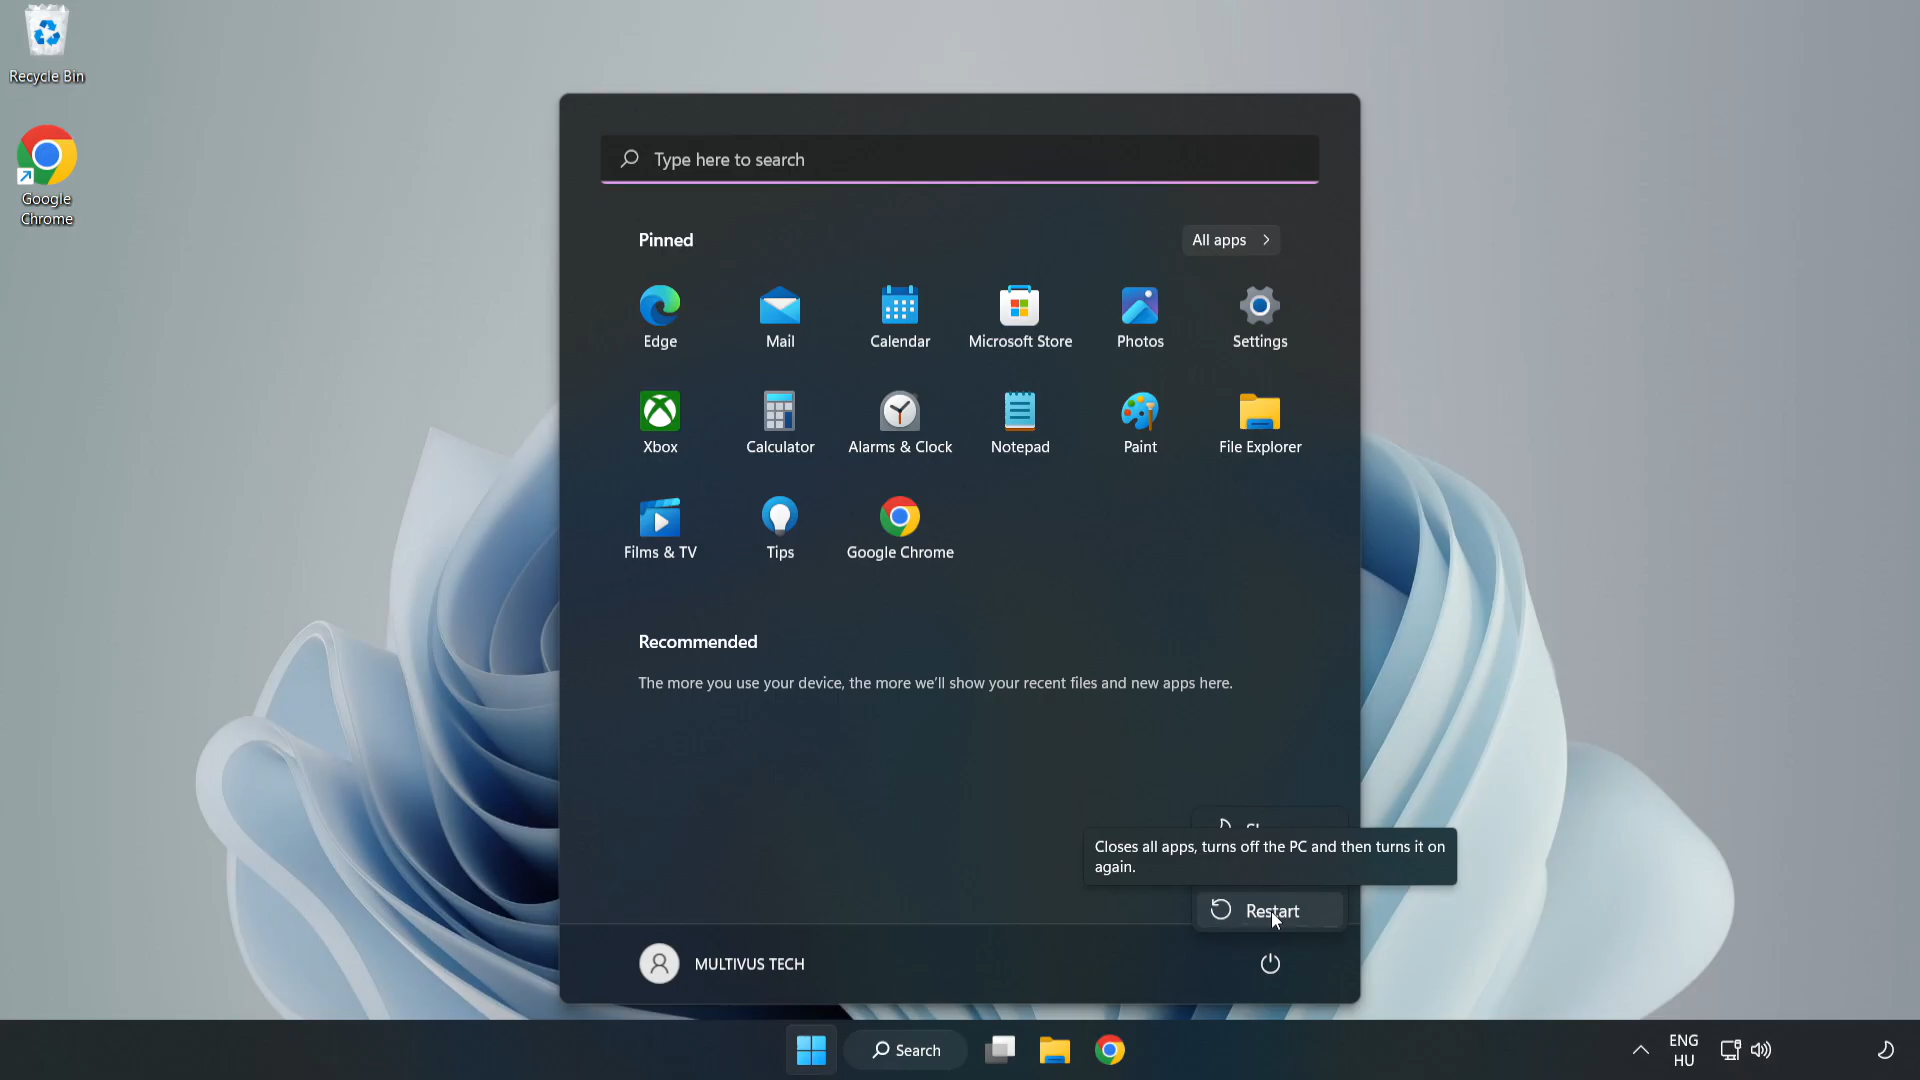 Recycle Bin
Google
Chrome
Type here to search
Pinned
All apps
Edge
Mail
Calendar
Microsoft Store
Photos
Settings
Xbox
Calculator
Alarms & Clock
Notepad
Paint
File Explorer
Films & TV
Tips
Google Chrome
Recommended
The more you use your device, the more we'll show your recent files and new apps here.
Closes all apps, turns off the PC and then turns it on
again.
Restart
MULTIVUS TECH
Search
ENG
HU